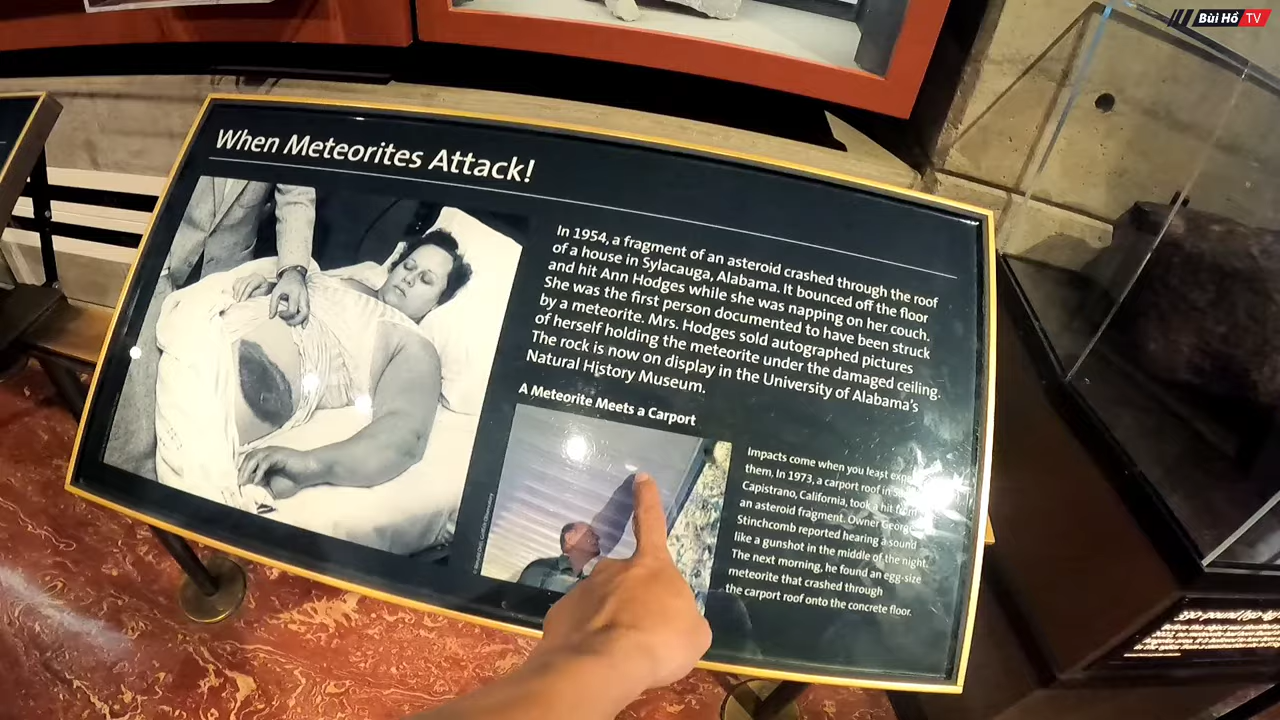 Bùi Hồ TV
When Meteorites Attack!
In 1954, a fragment of an asteroid crashed through the roof
of a house in Sylacauga, Alabama. It bounced off the floor
and hit Ann Hodges while she was napping on her couch.
She was the first person documented to have been struck
by a meteorite. Mrs. Hodges sold autographed pictures
of herself holding the meteorite under the damaged ceiling.
The rock is now on display in the University of Alabama's
Natural History Museum.
A Meteorite Meets a Carport
Impacts come when you least
them. In 1973, a carport roof in
Capistrano, California, took a hit from
an asteroid fragment. Owner George
Stinchcomb reported hearing a sound
like a gunshot in the middle of the night.
The next morning, he found an egg-size
meteorite that crashed through
the carport roof onto the concrete floor.